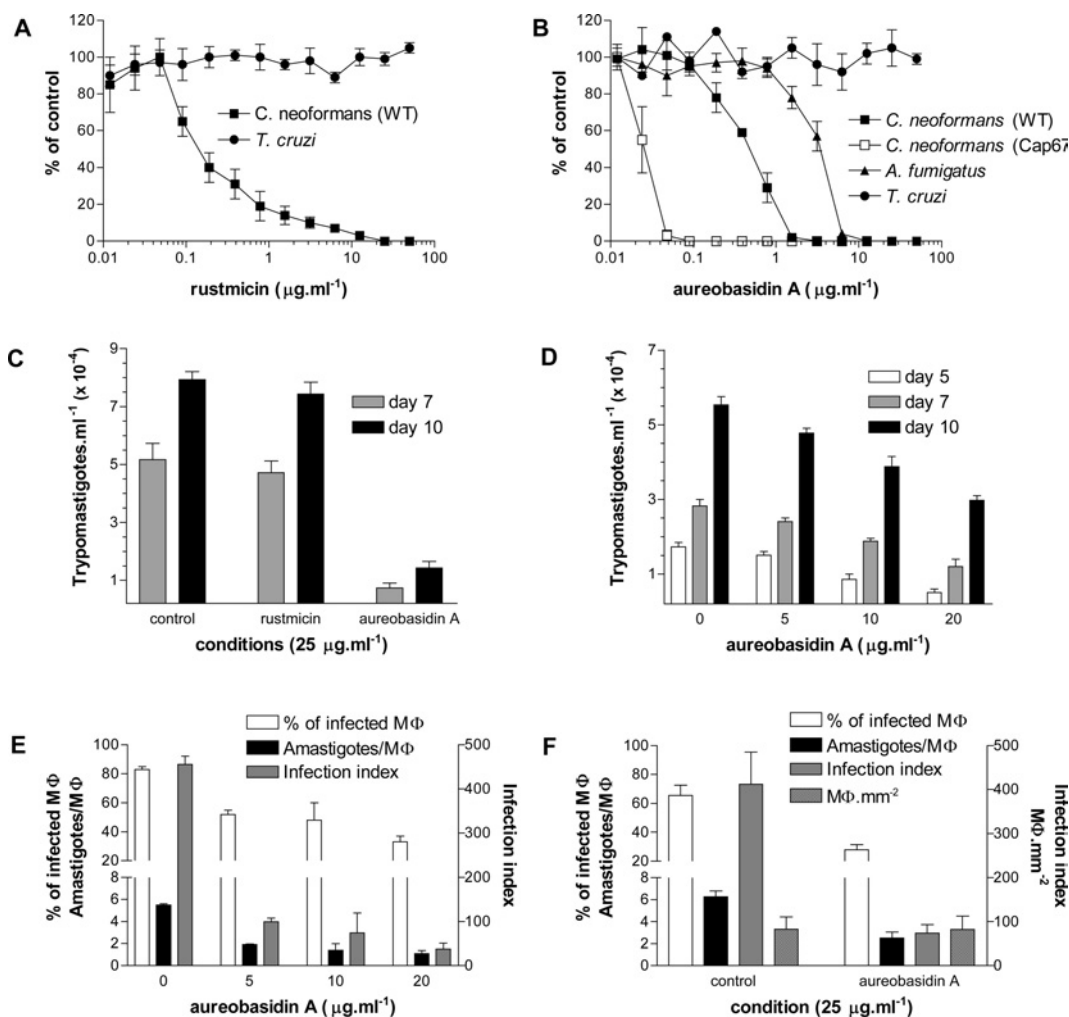 A
% of control
120
100
80
60
40
20
0
C. neoformans (WT)
T. cruzi
0.01
0.1
1
10
100
rustmicin (μg.ml⁻¹)
B
% of control
120
100
80
60
40
20
0
C. neoformans (WT)
C. neoformans (Cap67
A. fumigatus
T. cruzi
0.01
0.1
1
10
100
aureobasidin A (μg.ml⁻¹)
C
Trypomastigotes.ml⁻¹ (x 10⁻⁴)
9
7
5
3
1
day 7
day 10
control
rustmicin
aureobasidin A
conditions (25 μg.ml⁻¹)
D
Trypomastigotes.ml⁻¹ (x 10⁻⁴)
7
5
3
1
day 5
day 7
day 10
0
5
10
20
aureobasidin A (μg.ml⁻¹)
E
% of infected MΦ
Amastigotes/MΦ
Infection index
% of infected MΦ
Amastigotes/MΦ
100
80
60
40
20
8
6
4
2
0
500
400
300
200
100
0
Infection index
0
5
10
20
aureobasidin A (μg.ml⁻¹)
F
% of infected MΦ
Amastigotes/MΦ
Infection index
MΦ.mm⁻²
% of infected MΦ
Amastigotes/MΦ
100
80
60
40
20
8
6
4
2
0
500
400
300
200
100
0
Infection index
MΦ.mm⁻²
control
aureobasidin A
condition (25 μg.ml⁻¹)